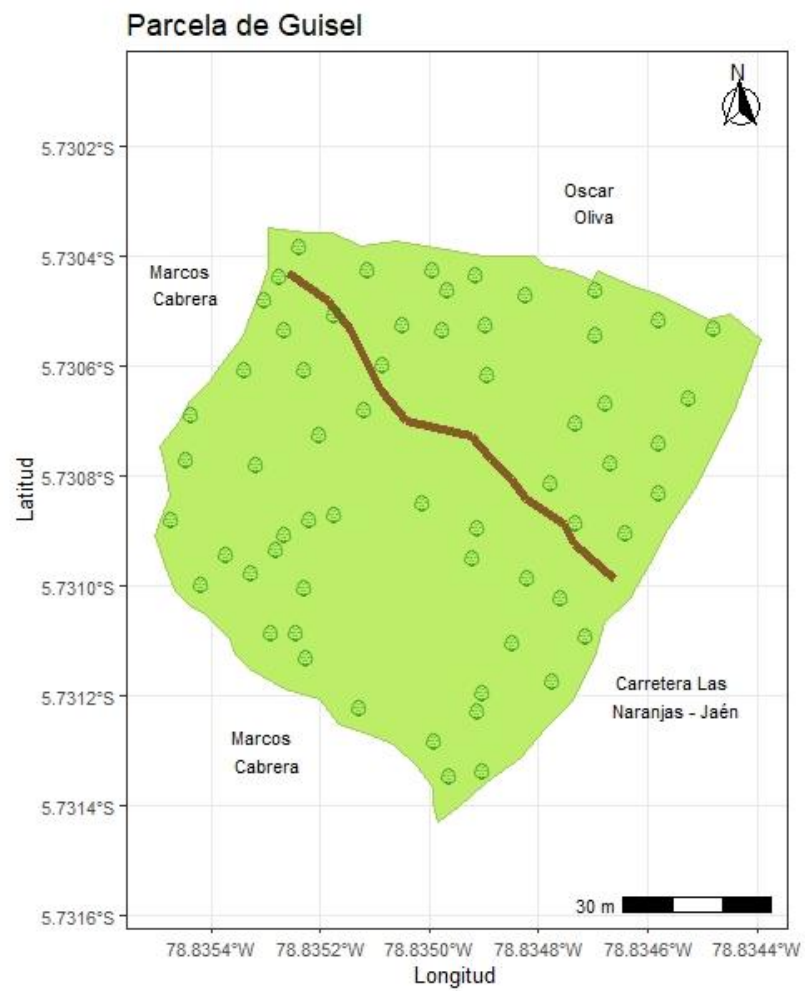 Parcela de Guisel
N
5.7302°S
Oscar
Oliva
5.7304°S
Marcos
Cabrera
5.7306°S
5.7308°S
Latitud
5.7310°S
5.7312°S
Carretera Las
Naranjas - Jaén
Marcos
Cabrera
5.7314°S
30 m
5.7316°S
78.8354°W 78.8352°W 78.8350°W 78.8348°W 78.8346°W 78.8344°W
Longitud